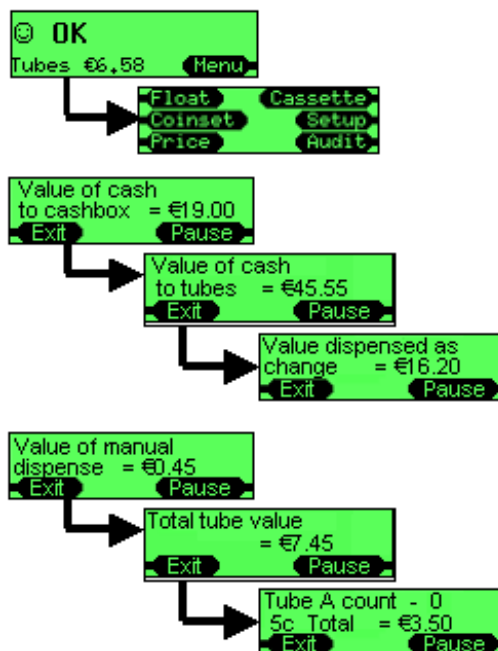 ☺ OK
Tubes €6.58 Menu
Float Cassette
Coinset Setup
Price Audit
Value of cash
to cashbox = €19.00
Exit Pause
Value of cash
to tubes = €45.55
Exit Pause
Value dispensed as
change = €16.20
Exit Pause
Value of manual
dispense = €0.45
Exit Pause
Total tube value
= €7.45
Exit Pause
Tube A count - 0
5c Total = €3.50
Exit Pause